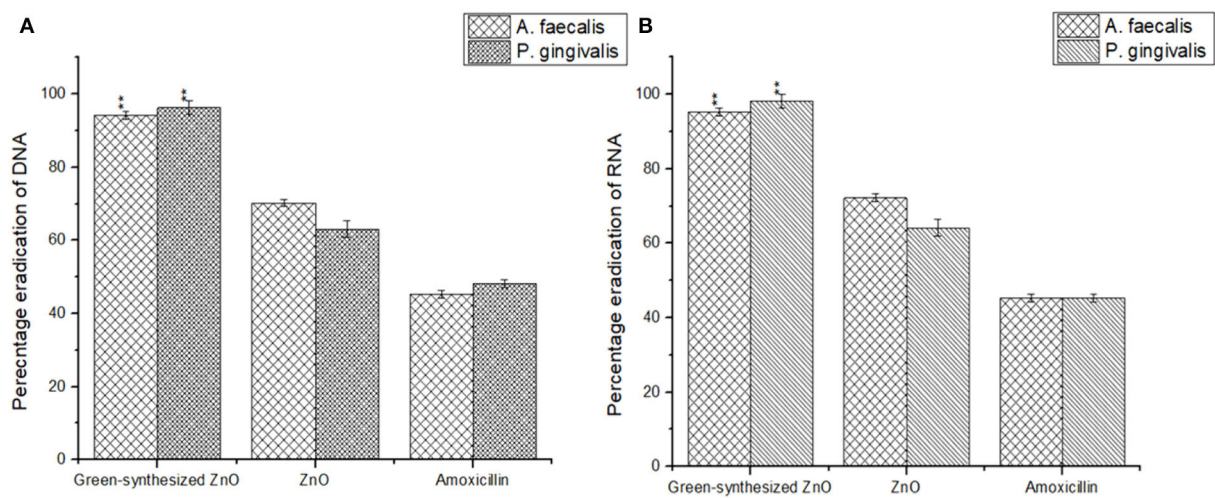 A
A. faecalis
P. gingivalis
Perecntage eradication of DNA
100
**
**
80
60
40
20
0
Green-synthesized ZnO
ZnO
Amoxicillin
B
A. faecalis
P. gingivalis
Percentage eradication of RNA
100
**
**
80
60
40
20
0
Green-synthesized ZnO
ZnO
Amoxicillin